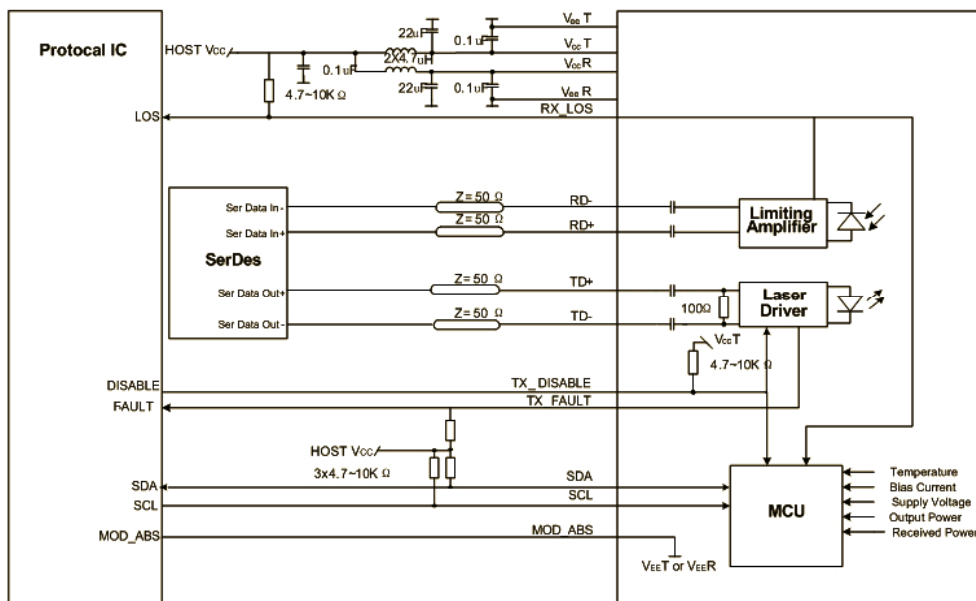 Protocal IC
HOST VCC
22uF
0.1uF
2X4.7uH
0.1uF
22uF
0.1uF
4.7~10K Ω
VCCT
VCCR
LOS
RX_LOS
SerDes
Ser Data In-
Ser Data In+
Ser Data Out+
Ser Data Out-
Z=50 Ω
RD-
Z=50 Ω
RD+
Z=50 Ω
TD+
Z=50 Ω
TD-
Limiting
Amplifier
100Ω
Laser
Driver
VCCT
4.7~10K Ω
DISABLE
TX_DISABLE
FAULT
TX_FAULT
HOST VCC
3x4.7~10K Ω
SDA
SDA
SCL
SCL
MOD_ABS
MOD_ABS
VEET or VEER
MCU
Temperature
Bias Current
Supply Voltage
Output Power
Received Power